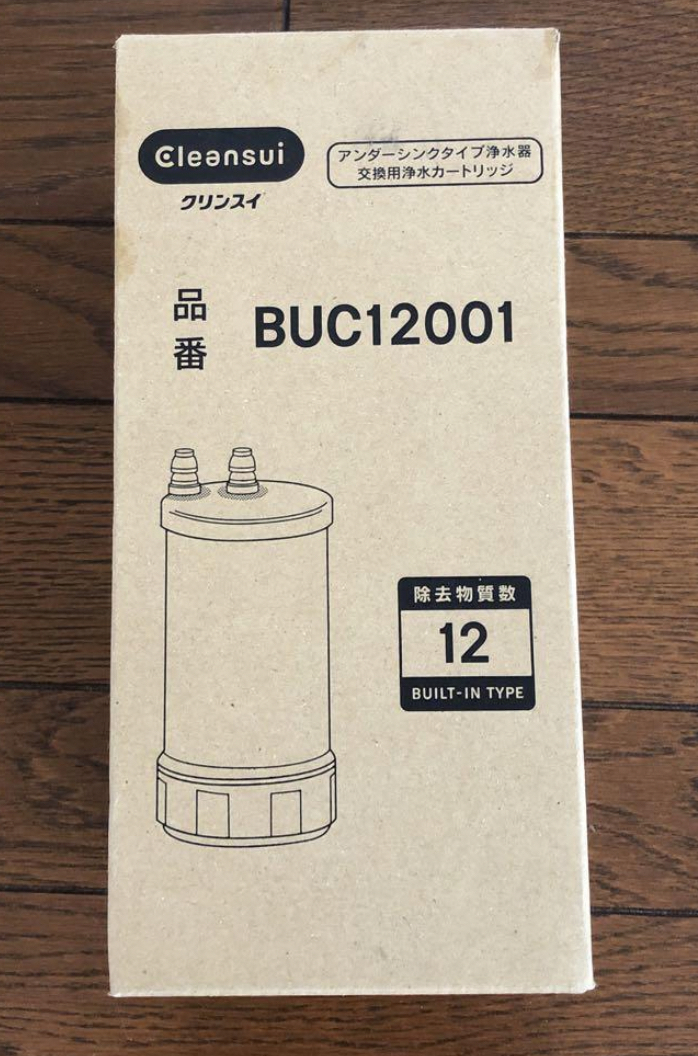 Cleansui
クリンスイ
アンダーシンクタイプ浄水器
交換用浄水カートリッジ
品番
BUC12001
除去物質数
12
BUILT-IN TYPE